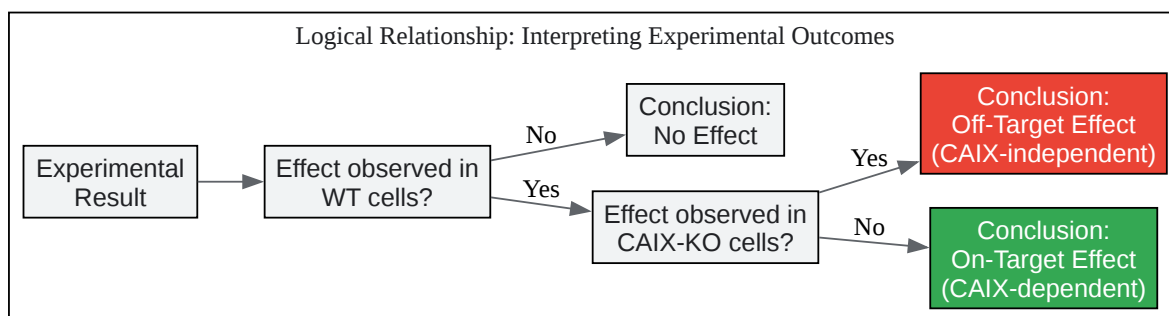 Logical Relationship: Interpreting Experimental Outcomes
Experimental
Result
Effect observed in
WT cells?
No
Conclusion:
No Effect
Yes
Effect observed in
CAIX-KO cells?
Yes
Conclusion:
Off-Target Effect
(CAIX-independent)
No
Conclusion:
On-Target Effect
(CAIX-dependent)